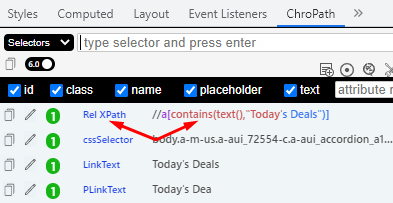 Styles Computed Layout Event Listeners ChroPath
Selectors type selector and press enter
6.0
id class name placeholder text attribute n
1 Rel XPath //a[contains(text(),"Today's Deals")]
1 cssSelector body.a-m-us.a-aui_72554-c.a-aui_accordion_a1...
1 LinkText Today's Deals
1 PLinkText Today's Dea